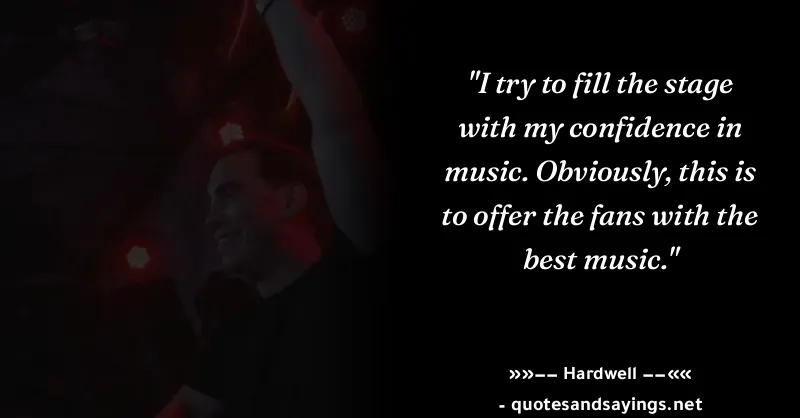 "I try to fill the stage
with my confidence in
music. Obviously, this is
to offer the fans with the
best music."
»»−− Hardwell −−««
- quotesandsayings.net